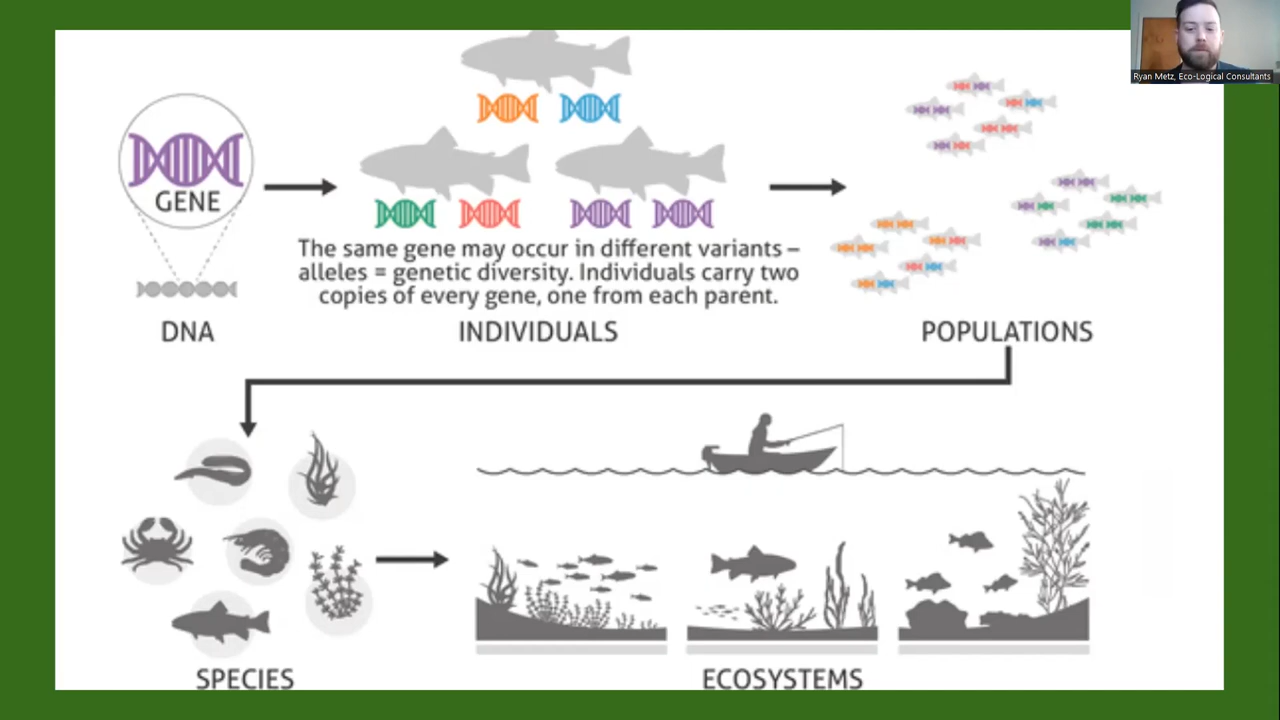 Ryan Metz, Eco-Logical Consultants
GENE
The same gene may occur in different variants –
alleles = genetic diversity. Individuals carry two
copies of every gene, one from each parent.
DNA
INDIVIDUALS
POPULATIONS
SPECIES
ECOSYSTEMS